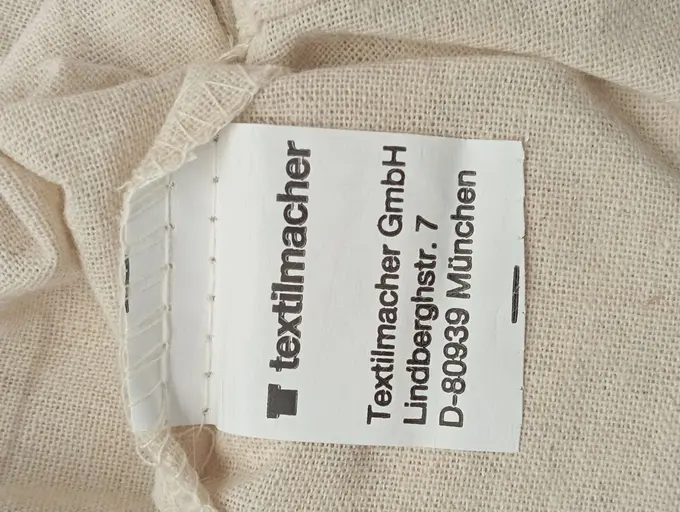 textilmacher
Textilmacher GmbH
Lindberghstr. 7
D-80939 München